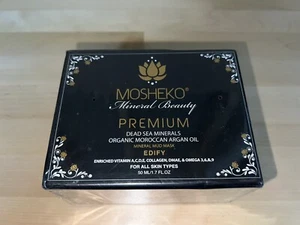 MOSHEKO®
Mineral Beauty
PREMIUM
DEAD SEA MINERALS
ORGANIC MOROCCAN ARGAN OIL
MINERAL MUD MASK
EDIFY
ENRICHED VITAMIN A,C,D,E, COLLAGEN, DMAE, & OMEGA 3,6,& 9
FOR ALL SKIN TYPES
50 ML/1.7 FL.OZ